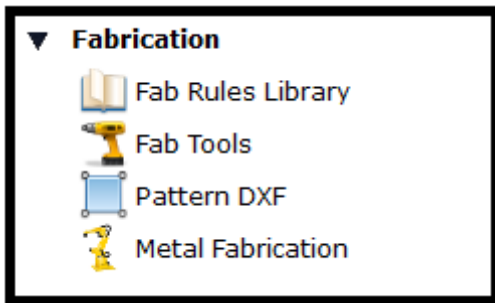 Fabrication
Fab Rules Library
Fab Tools
Pattern DXF
Metal Fabrication